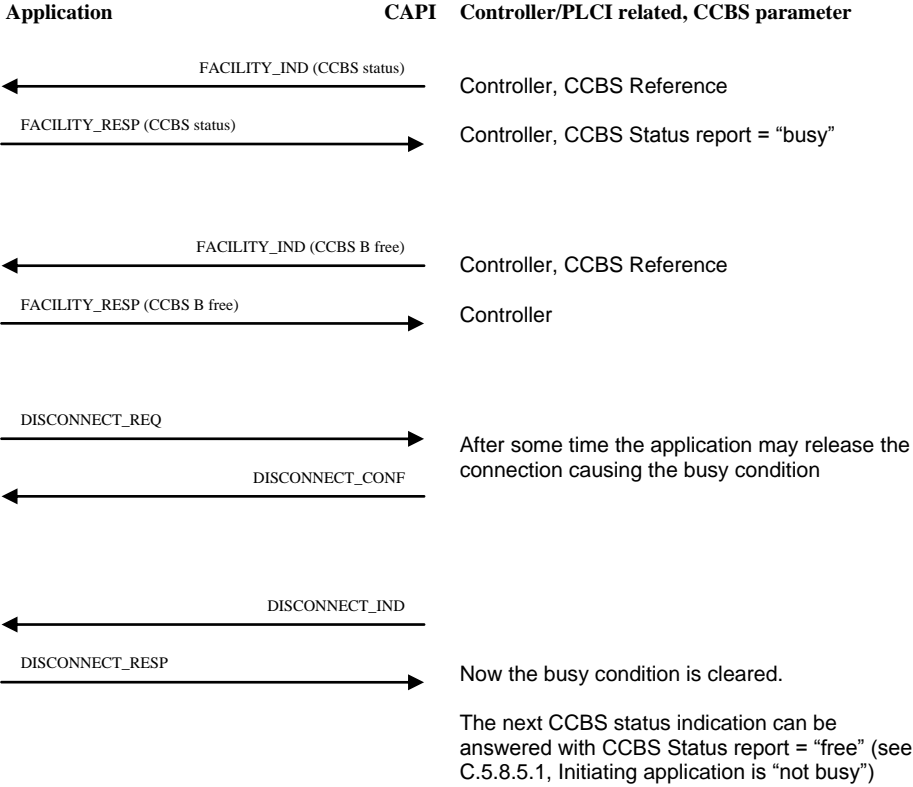 Application CAPI Controller/PLCI related, CCBS parameter
FACILITY_IND (CCBS status)
Controller, CCBS Reference
FACILITY_RESP (CCBS status)
Controller, CCBS Status report = “busy”
FACILITY_IND (CCBS B free)
Controller, CCBS Reference
FACILITY_RESP (CCBS B free)
Controller
DISCONNECT_REQ
After some time the application may release the
connection causing the busy condition
DISCONNECT_CONF
DISCONNECT_IND
DISCONNECT_RESP
Now the busy condition is cleared.
The next CCBS status indication can be
answered with CCBS Status report = “free” (see
C.5.8.5.1, Initiating application is “not busy”)